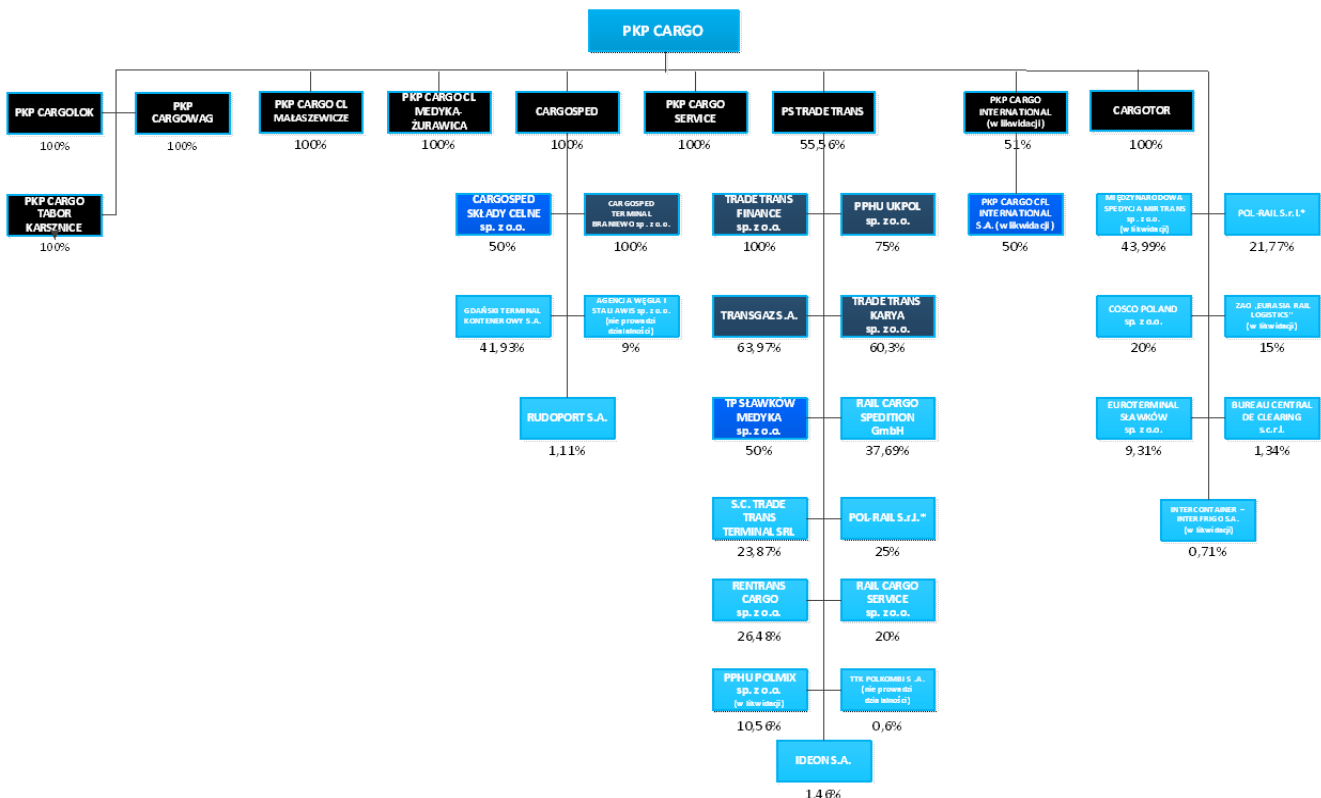 PKP CARGO
PKP CARGOLOK
100%
PKP
CARGOWAG
100%
PKP CARGO CL
MAŁASZEWICZE
100%
PKP CARGO CL
MEDYKA-
ŻURAWICA
100%
CARGOSPED
100%
PKP CARGO
SERVICE
100%
PS TRADE TRANS
55,56%
PKP CARGO
INTERNATIONAL
(w likwidacji)
51%
CARGOTOR
100%
PKP CARGO
TABOR
KARSZNICE
100%
CARGOSPED
SKŁADY CELNE
sp. z o.o.
50%
CARGOSPED
TERMINAL
BRANIEWO sp. z o.o.
100%
TRADE TRANS
FINANCE
sp. z o.o.
100%
PPHU UKPOL
sp. z o.o.
75%
PKP CARGO CFL
INTERNATIONAL
S.A. (w likwidacji)
50%
MIĘDZYNARODOWA
SPEDYCJA MIRTRANS
sp. z o.o.
(w likwidacji)
43,99%
POL-RAIL S.r.l.*
21,77%
GDAŃSKI TERMINAL
KONTENEROWY S.A.
41,93%
AGENCJA WĘGLA I
STALI AWIS sp. z o.o.
(nie prowadzi
działalności)
9%
TRANSGAZ S.A.
63,97%
TRADE TRANS
KARYA
sp. z o.o.
60,3%
COSCO POLAND
sp. z o.o.
20%
ZAO „EURASIA RAIL
LOGISTICS”
(w likwidacji)
15%
RUDOPORT S.A.
1,11%
TP SŁAWKÓW
MEDYKA
sp. z o.o.
50%
RAIL CARGO
SPEDITION
GmbH
37,69%
EUROTERMINAL
SŁAWKÓW
sp. z o.o.
9,31%
BUREAU CENTRAL
DE CLEARING
s.c.r.l.
1,34%
S.C. TRADE
TRANS
TERMINAL SRL
23,87%
POL-RAIL S.r.l.*
25%
INTERCONTAINER –
INTERFRIGO S.A.
(w likwidacji)
0,71%
RENTRANS
CARGO
sp. z o.o.
26,48%
RAIL CARGO
SERVICE
sp. z o.o.
20%
PPHU POLMIX
sp. z o.o.
(w likwidacji)
10,56%
TTK POLKOMBI S.A.
(nie prowadzi
działalności)
0,6%
IDEON S.A.
1,46%